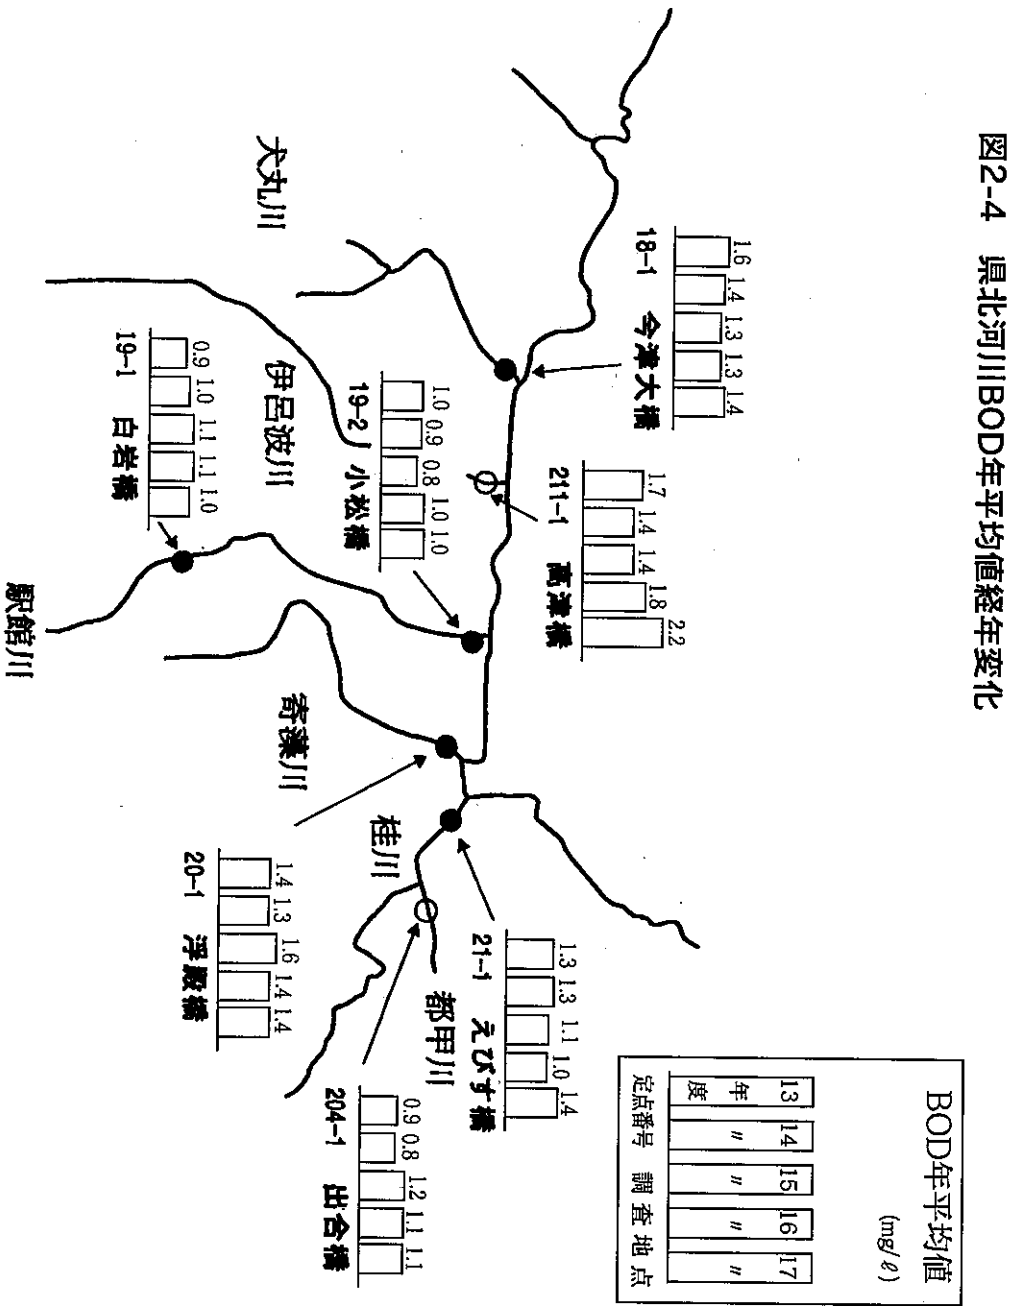 図2-4　県北河川BOD年平均値経年変化
1.6 1.4 1.3 1.3 1.4
18-1　今津大橋
1.7 1.4 1.4 1.8 2.2
211-1　高津橋
犬丸川
1.0 0.9 0.8 1.0 1.0
19-2　小松橋
伊呂波川
0.9 1.0 1.1 1.1 1.0
19-1　白岩橋
駅館川
寄藻川
1.4 1.3 1.6 1.4 1.4
20-1　浮殿橋
桂川
1.3 1.3 1.1 1.0 1.4
21-1　えびす橋
都甲川
0.9 0.8 1.2 1.1 1.1
204-1　出合橋
BOD年平均値
(mg/ℓ)
13 14 15 16 17
年 〃 〃 〃 〃
度
定点番号　調査地点